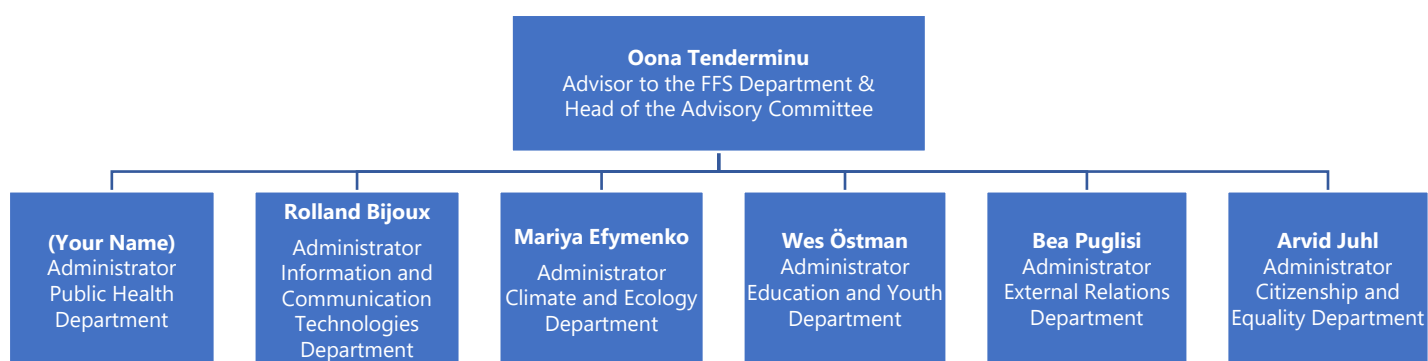 Oona Tenderminu
Advisor to the FFS Department &
Head of the Advisory Committee
(Your Name)
Administrator
Public Health
Department
Rolland Bijoux
Administrator
Information and
Communication
Technologies
Department
Mariya Efymenko
Administrator
Climate and Ecology
Department
Wes Östman
Administrator
Education and Youth
Department
Bea Puglisi
Administrator
External Relations
Department
Arvid Juhl
Administrator
Citizenship and
Equality Department